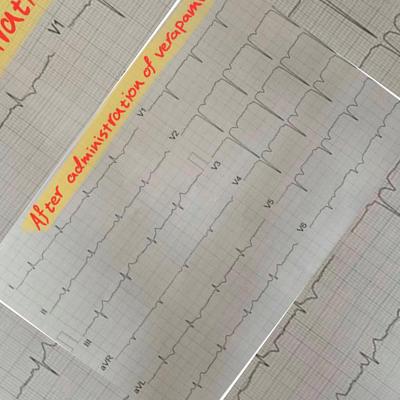 V1
After administration of verapam
V1
V2
V3
V4
V5
V6
I
II
III
aVR
aVL